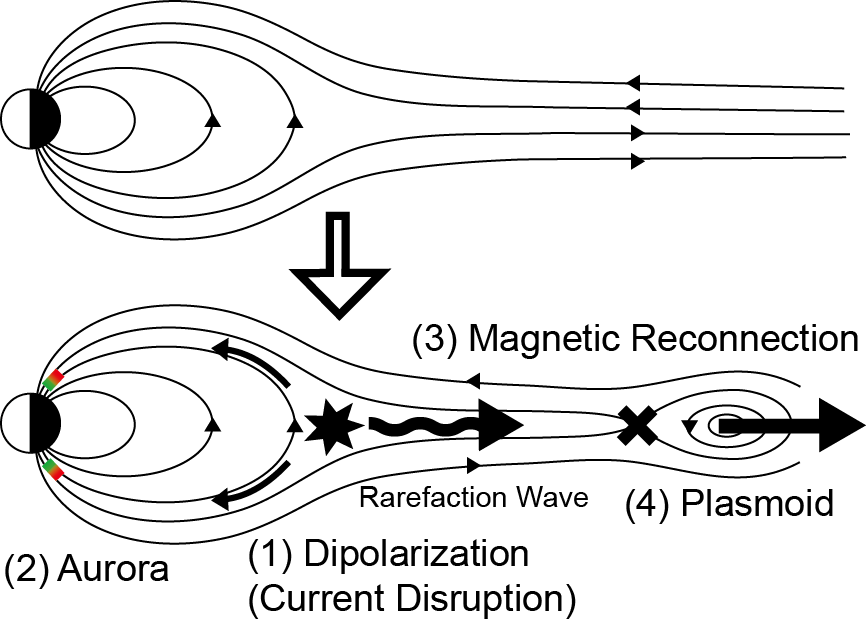 (3) Magnetic Reconnection
Rarefaction Wave
(4) Plasmoid
(1) Dipolarization
(Current Disruption)
(2) Aurora